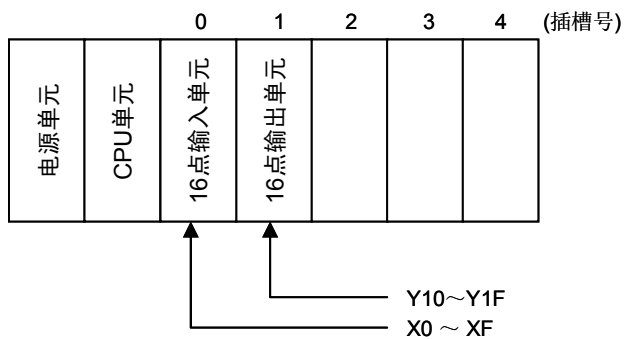 0 1 2 3 4 (插槽号)
电源单元
CPU单元
16点输入单元
16点输出单元
Y10～Y1F
X0 ～ XF